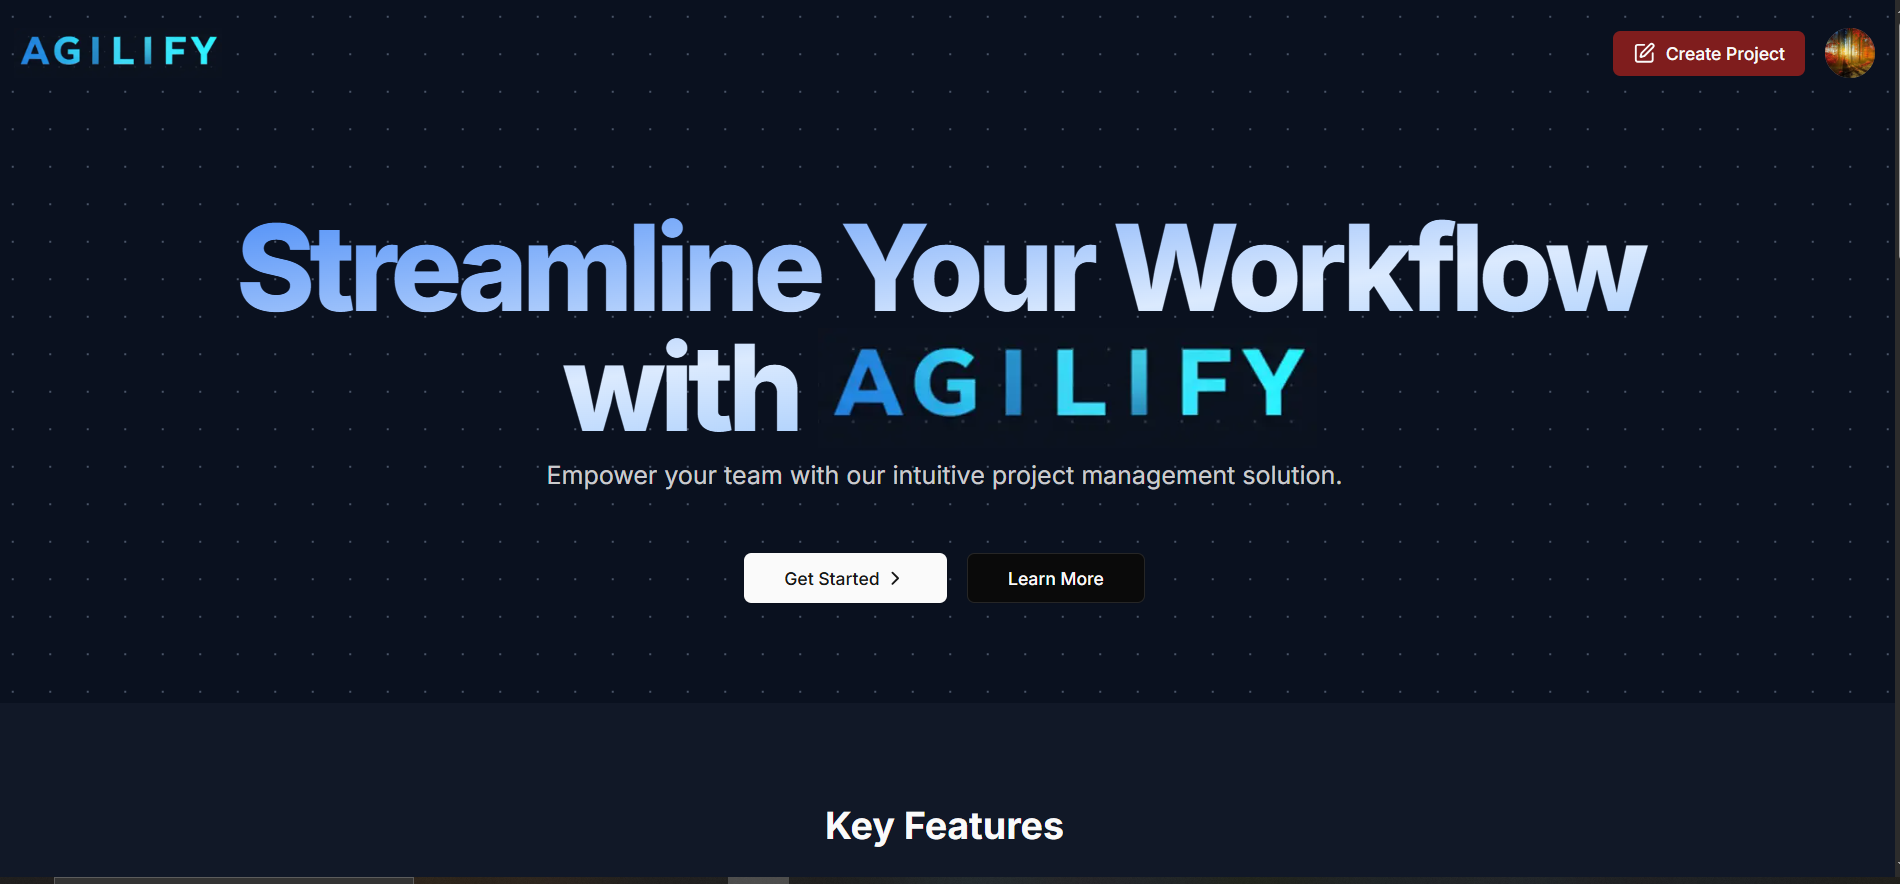 AGILIFY
Create Project
Streamline Your Workflow
with AGILIFY
Empower your team with our intuitive project management solution.
Get Started
Learn More
Key Features